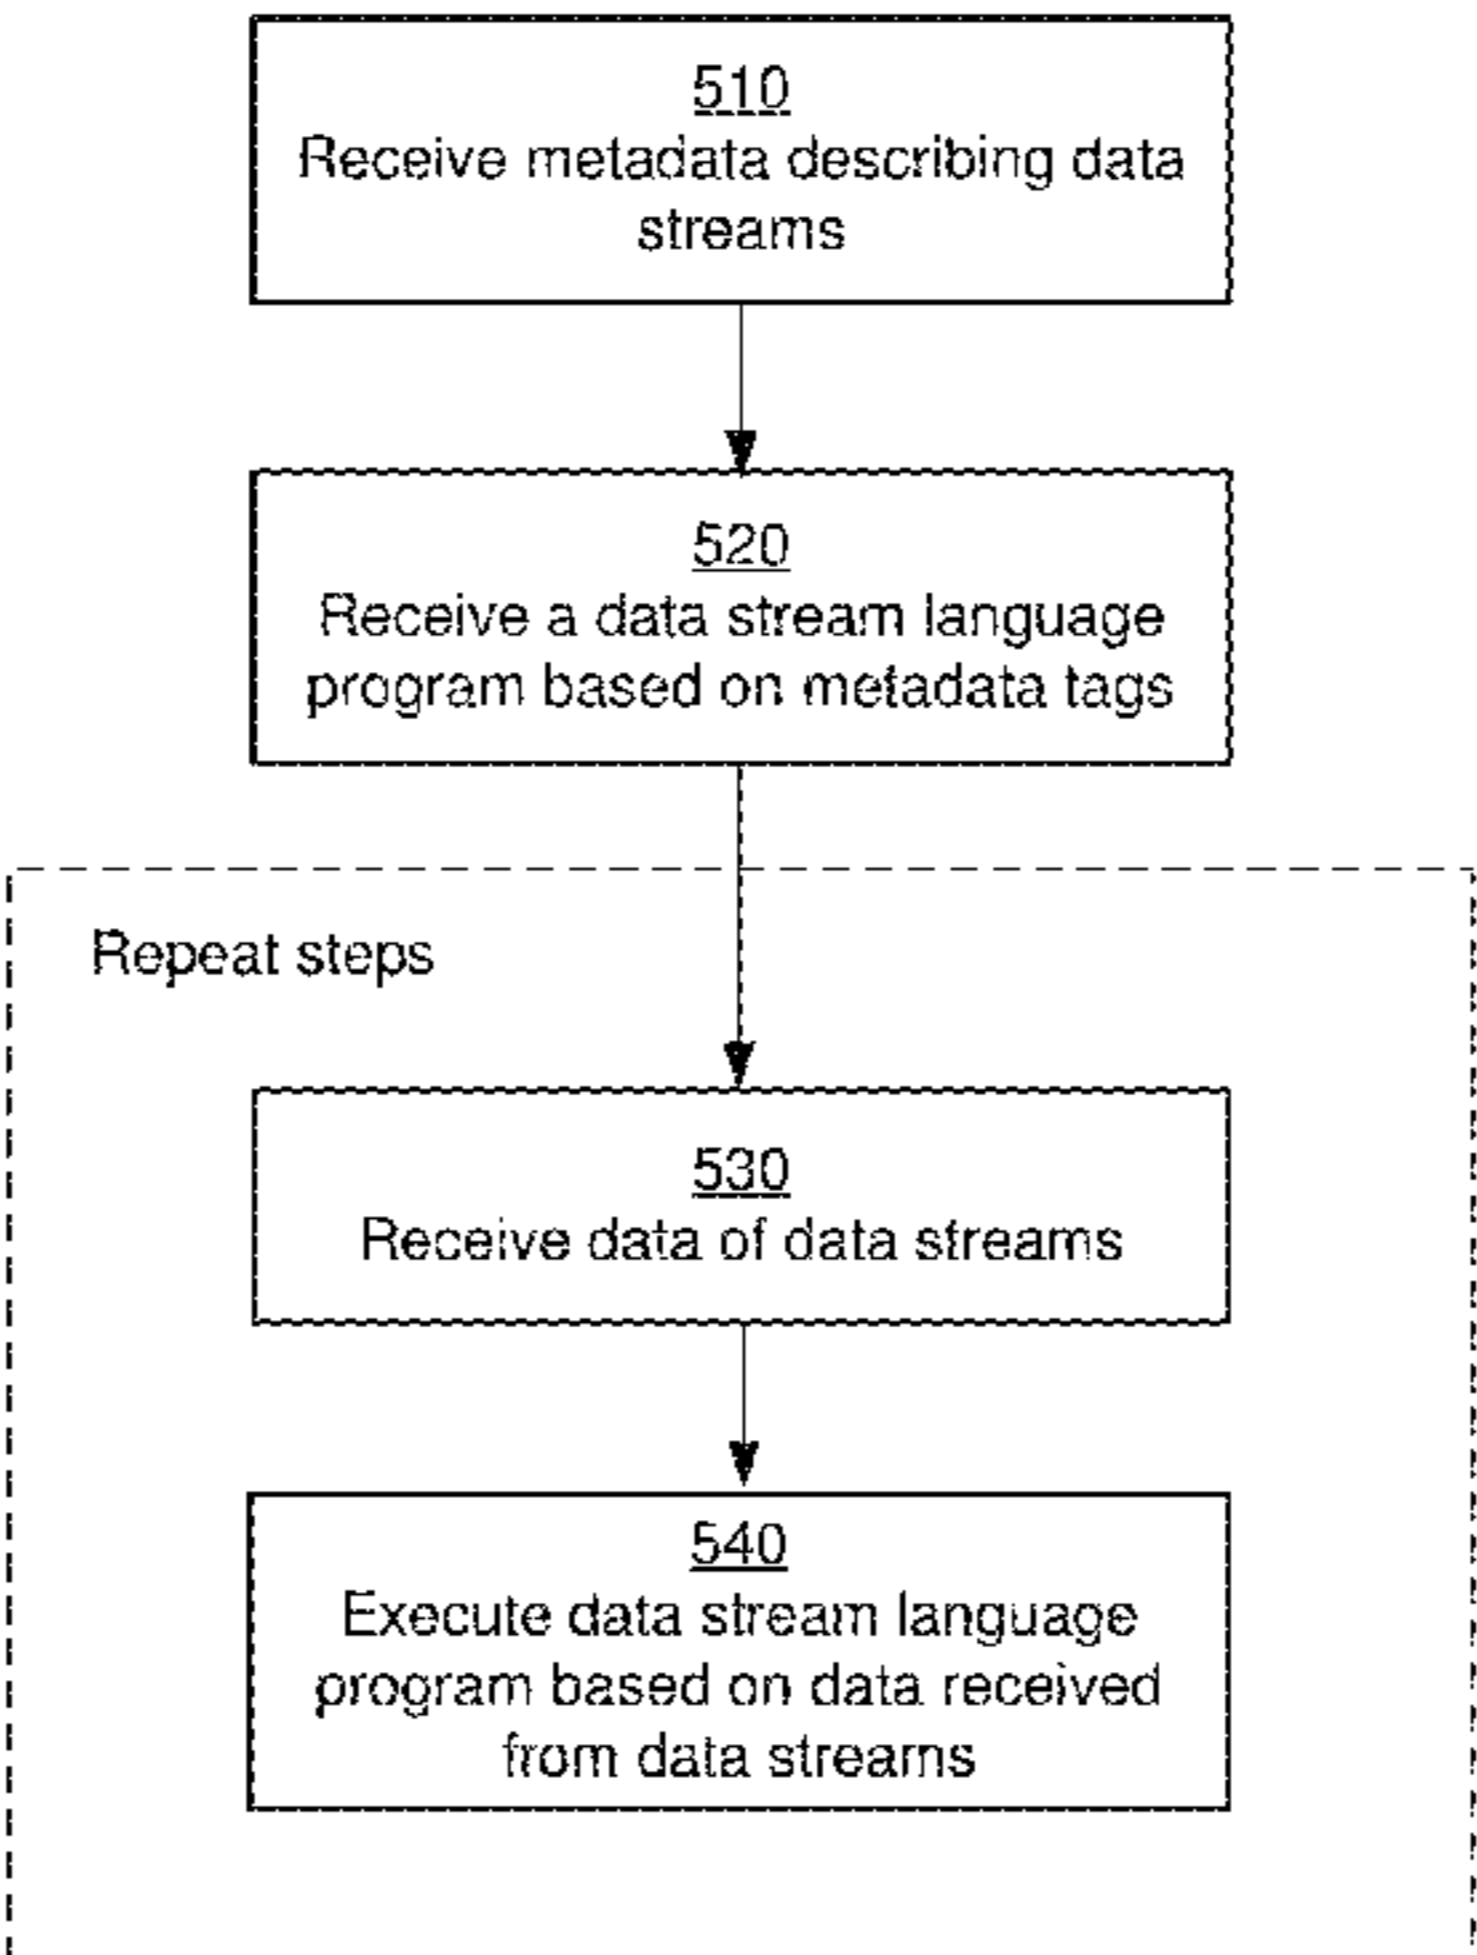 510
Receive metadata describing data
streams
520
Receive a data stream language
program based on metadata tags
Repeat steps
530
Receive data of data streams
540
Execute data stream language
program based on data received
from data streams